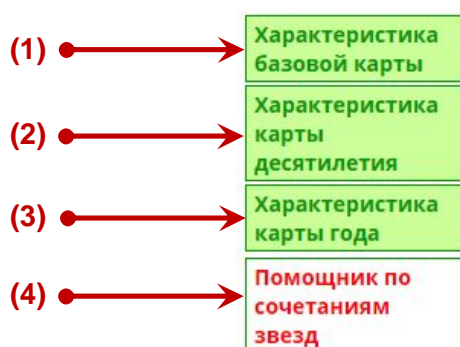 (1)
Характеристика
базовой карты
(2)
Характеристика
карты
десятилетия
(3)
Характеристика
карты года
(4)
Помощник по
сочетаниям
звезд